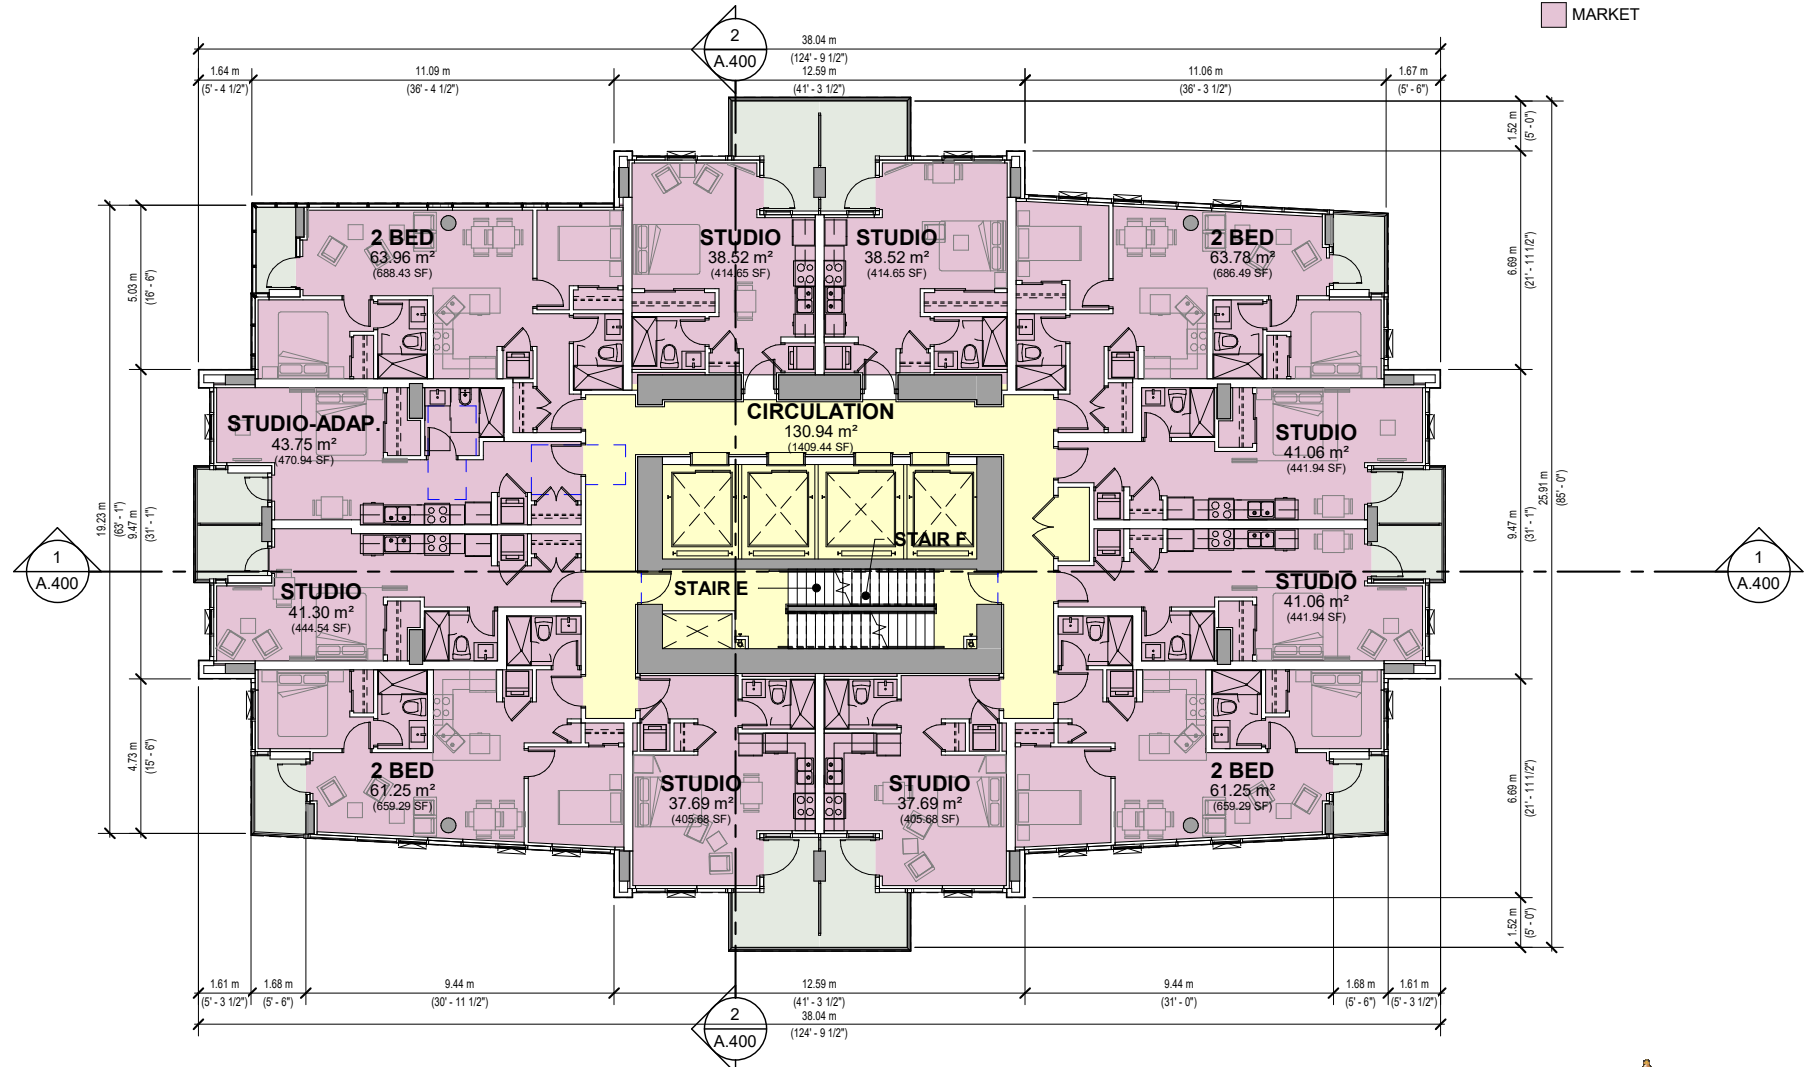 MARKET
2
A.400
38.04 m
(124' - 9 1/2")
1.64 m
(5' - 4 1/2")
11.09 m
(36' - 4 1/2")
12.59 m
(41' - 3 1/2")
11.06 m
(36' - 3 1/2")
1.67 m
(5' - 6")
1.52 m
(5' - 0")
6.69 m
(21' - 11 1/2")
25.91 m
(85' - 0")
9.47 m
(31' - 1")
6.69 m
(21' - 11 1/2")
1.52 m
(5' - 0")
5.03 m
(16' - 6")
19.23 m
(63' - 1")
9.47 m
(31' - 1")
4.73 m
(15' - 6")
2 BED
63.96 m²
(688.43 SF)
STUDIO
38.52 m²
(414.65 SF)
STUDIO
38.52 m²
(414.65 SF)
2 BED
63.78 m²
(686.49 SF)
STUDIO-ADAP.
43.75 m²
(470.94 SF)
CIRCULATION
130.94 m²
(1409.44 SF)
STUDIO
41.06 m²
(441.94 SF)
STAIR F
STAIR E
1
A.400
1
A.400
STUDIO
41.30 m²
(444.54 SF)
STUDIO
41.06 m²
(441.94 SF)
2 BED
61.25 m²
(659.29 SF)
STUDIO
37.69 m²
(405.68 SF)
STUDIO
37.69 m²
(405.68 SF)
2 BED
61.25 m²
(659.29 SF)
1.61 m
(5' - 3 1/2")
1.68 m
(5' - 6")
9.44 m
(30' - 11 1/2")
12.59 m
(41' - 3 1/2")
9.44 m
(31' - 0")
1.68 m
(5' - 6")
1.61 m
(5' - 3 1/2")
38.04 m
(124' - 9 1/2")
2
A.400